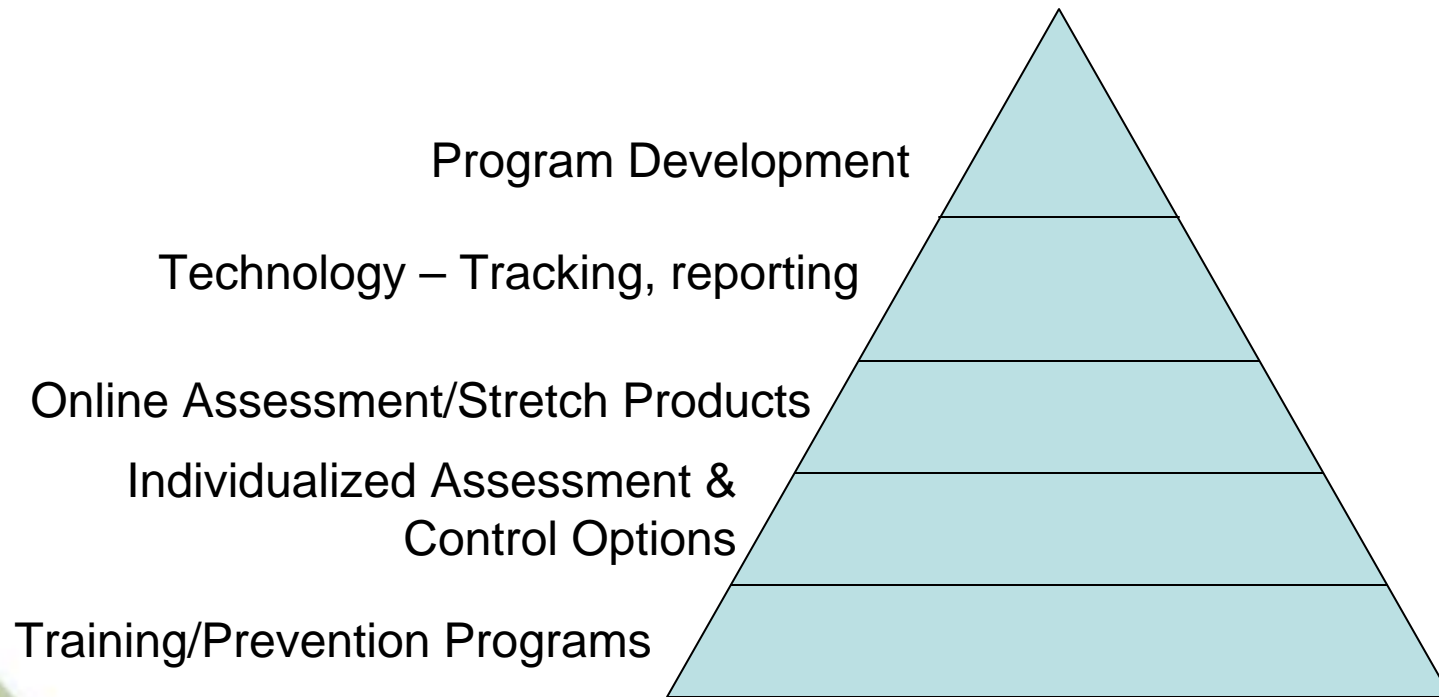 Program Development
Technology – Tracking, reporting
Online Assessment/Stretch Products
Individualized Assessment &
Control Options
Training/Prevention Programs